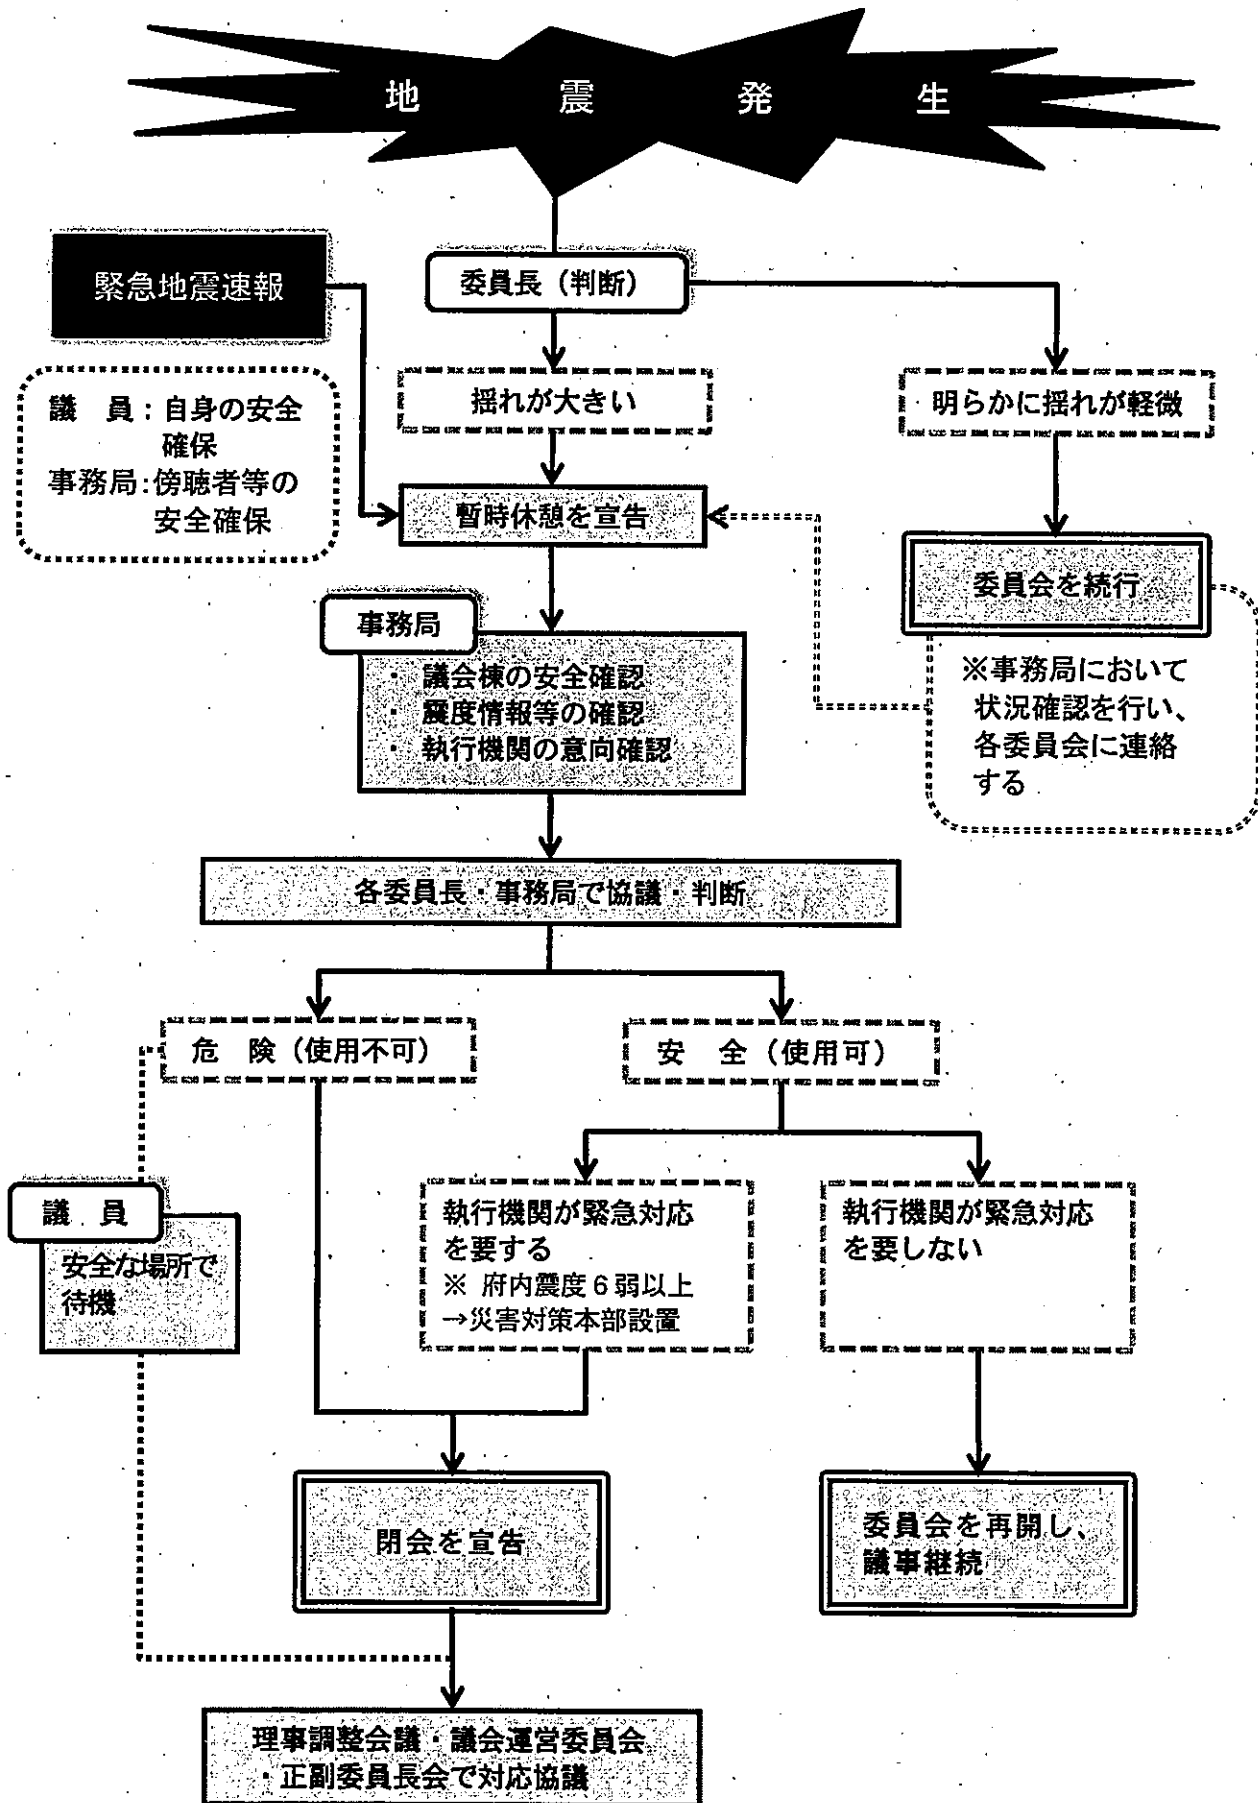 地　震　発　生
緊急地震速報
委員長（判断）
議　員：自身の安全
確保
事務局：傍聴者等の
安全確保
揺れが大きい
明らかに揺れが軽微
暫時休憩を宣告
委員会を続行
※事務局において
状況確認を行い、
各委員会に連絡
する
事務局
・　議会棟の安全確認
・　震度情報等の確認
・　執行機関の意向確認
各委員長・事務局で協議・判断
危　険（使用不可）
安　全（使用可）
議　員
安全な場所で
待機
執行機関が緊急対応
を要する
※　府内震度６弱以上
→災害対策本部設置
執行機関が緊急対応
を要しない
閉会を宣告
委員会を再開し、
議事継続
理事調整会議・議会運営委員会
・正副委員長会で対応協議